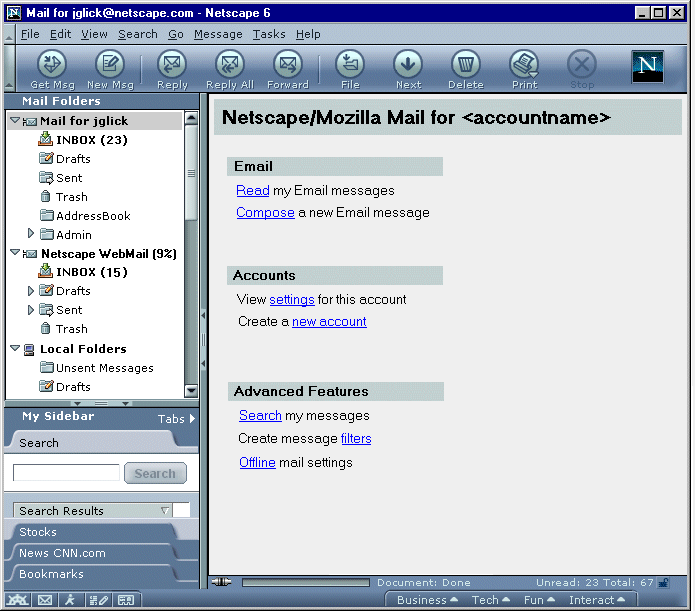 Mail for jglick@netscape.com - Netscape 6
File Edit View Search Go Message Tasks Help
Get Msg New Msg Reply Reply All Forward File Next Delete Print Stop
N
Mail Folders
Mail for jglick
INBOX (23)
Drafts
Sent
Trash
AddressBook
Admin
Netscape WebMail (9%)
INBOX (15)
Drafts
Sent
Trash
Local Folders
Unsent Messages
Drafts
My Sidebar Tabs
Search
Search
Search Results
Stocks
News CNN.com
Bookmarks
Netscape/Mozilla Mail for <accountname>
Email
Read my Email messages
Compose a new Email message
Accounts
View settings for this account
Create a new account
Advanced Features
Search my messages
Create message filters
Offline mail settings
Document: Done Unread: 23 Total: 67
Business Tech Fun Interact